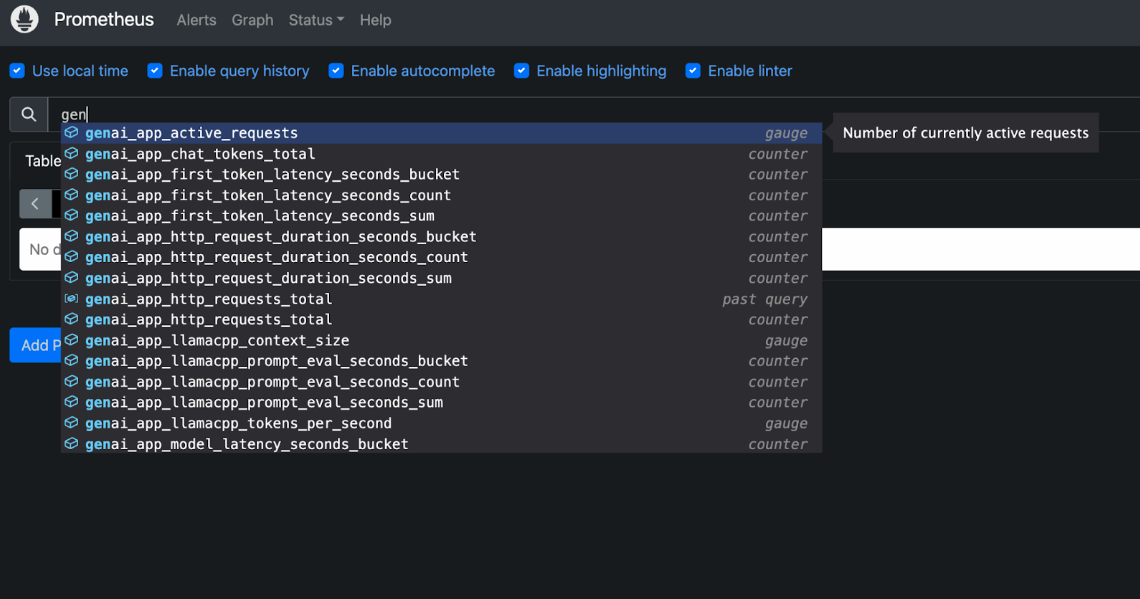 Prometheus Alerts Graph Status Help
Use local time Enable query history Enable autocomplete Enable highlighting Enable linter
gen
genai_app_active_requests gauge Number of currently active requests
Table
genai_app_chat_tokens_total counter
genai_app_first_token_latency_seconds_bucket counter
genai_app_first_token_latency_seconds_count counter
genai_app_first_token_latency_seconds_sum counter
genai_app_http_request_duration_seconds_bucket counter
No d
genai_app_http_request_duration_seconds_count counter
genai_app_http_request_duration_seconds_sum counter
genai_app_http_requests_total past query
genai_app_http_requests_total counter
Add P
genai_app_llamacpp_context_size gauge
genai_app_llamacpp_prompt_eval_seconds_bucket counter
genai_app_llamacpp_prompt_eval_seconds_count counter
genai_app_llamacpp_prompt_eval_seconds_sum counter
genai_app_llamacpp_tokens_per_second gauge
genai_app_model_latency_seconds_bucket counter